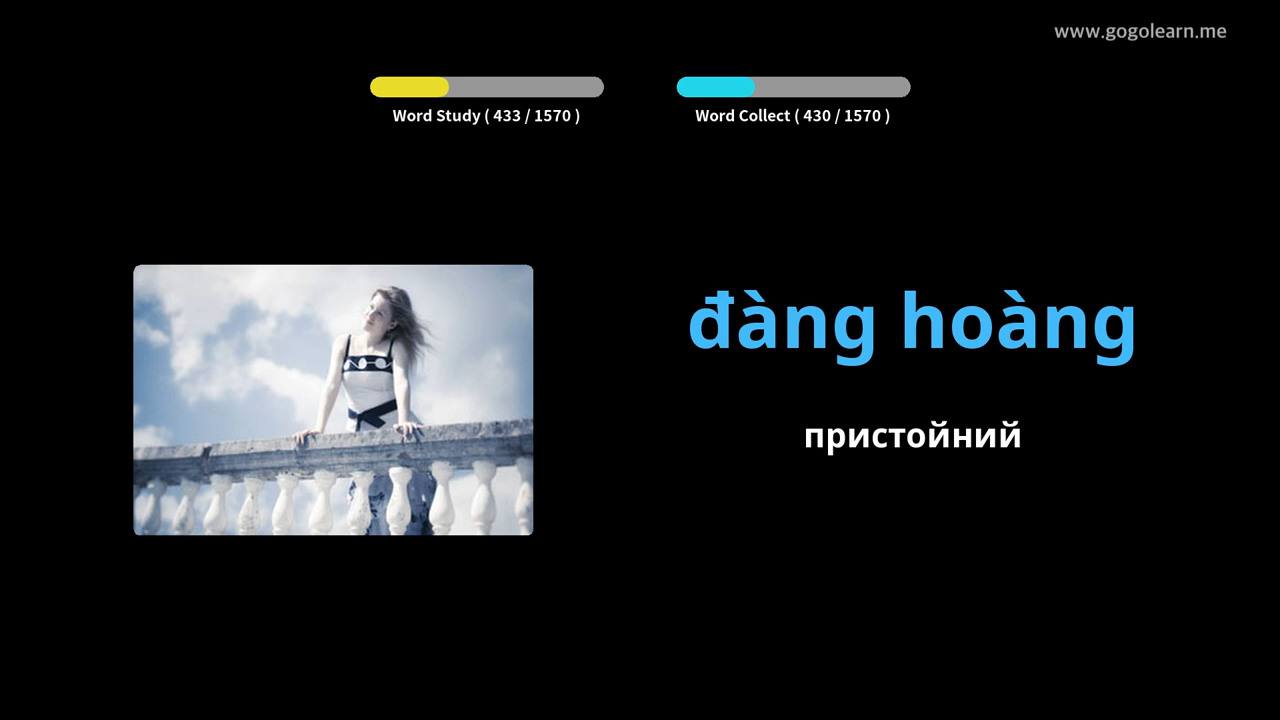 www.gogolearn.me
Word Study ( 433 / 1570 )
Word Collect ( 430 / 1570 )
đàng hoàng
пристойний